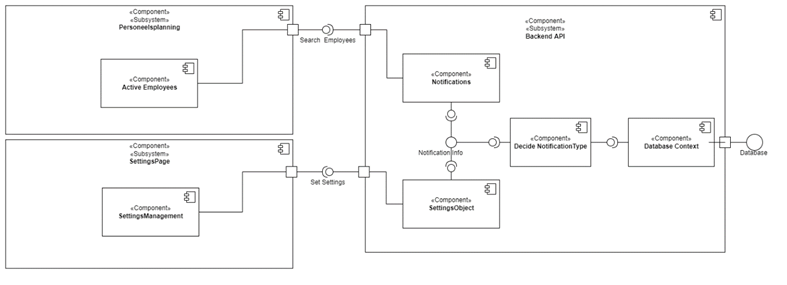 «Component»
«Subsystem»
Personeelsplanning
«Component»
Active Employees
Search Employees
«Component»
«Subsystem»
Backend API
«Component»
Notifications
NotificationInfo
«Component»
Decide NotificationType
«Component»
Database Context
Database
«Component»
«Subsystem»
SettingsPage
«Component»
SettingsManagement
Set Settings
«Component»
SettingsObject